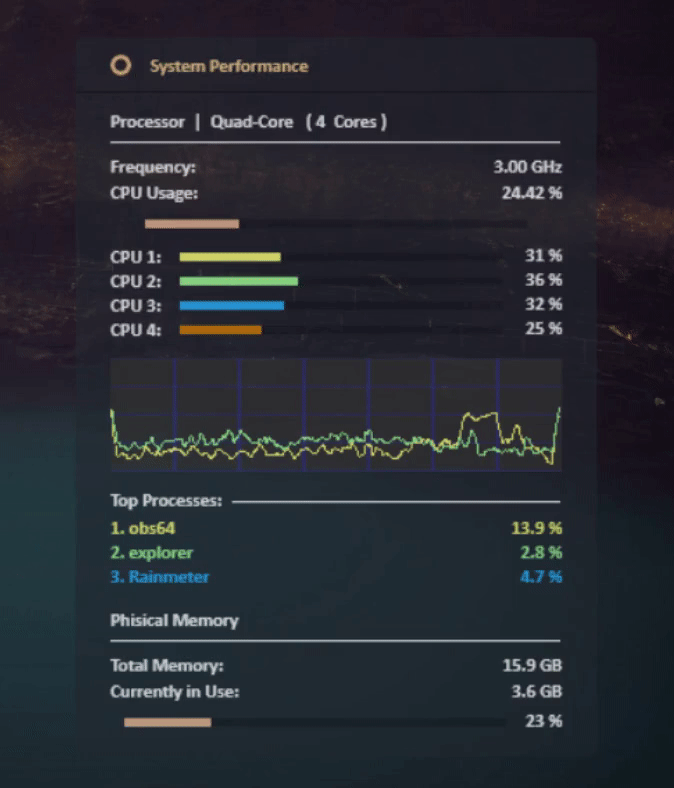 System Performance
Processor | Quad-Core ( 4 Cores )
Frequency: 3.00 GHz
CPU Usage: 24.42 %
CPU 1: 31 %
CPU 2: 36 %
CPU 3: 32 %
CPU 4: 25 %
Top Processes:
1. obs64 13.9 %
2. explorer 2.8 %
3. Rainmeter 4.7 %
Phisical Memory
Total Memory: 15.9 GB
Currently in Use: 3.6 GB
23 %